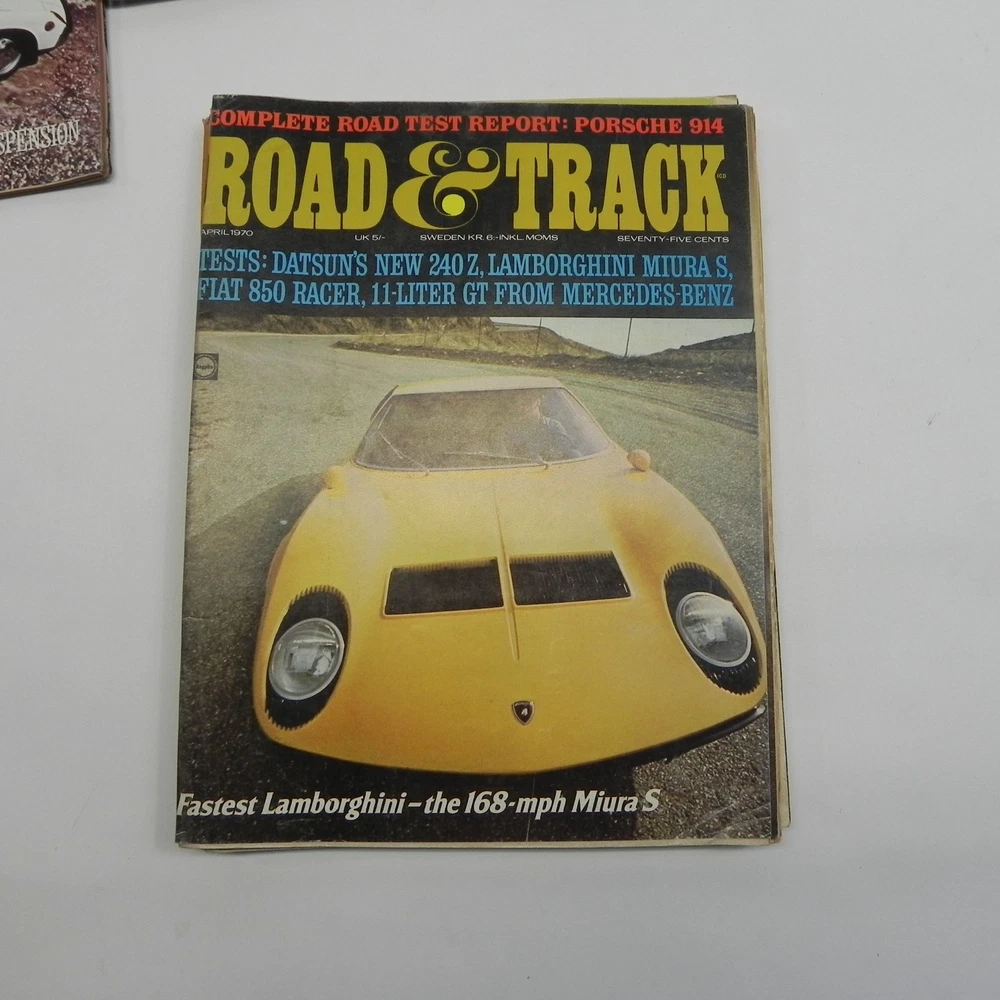 SPENSION
COMPLETE ROAD TEST REPORT: PORSCHE 914
ROAD & TRACK
APRIL 1970 UK 5/- SWEDEN KR. 6:-INKL. MOMS SEVENTY-FIVE CENTS
TESTS: DATSUN'S NEW 240 Z, LAMBORGHINI MIURA S,
FIAT 850 RACER, 11-LITER GT FROM MERCEDES-BENZ
Fastest Lamborghini – the 168-mph Miura S